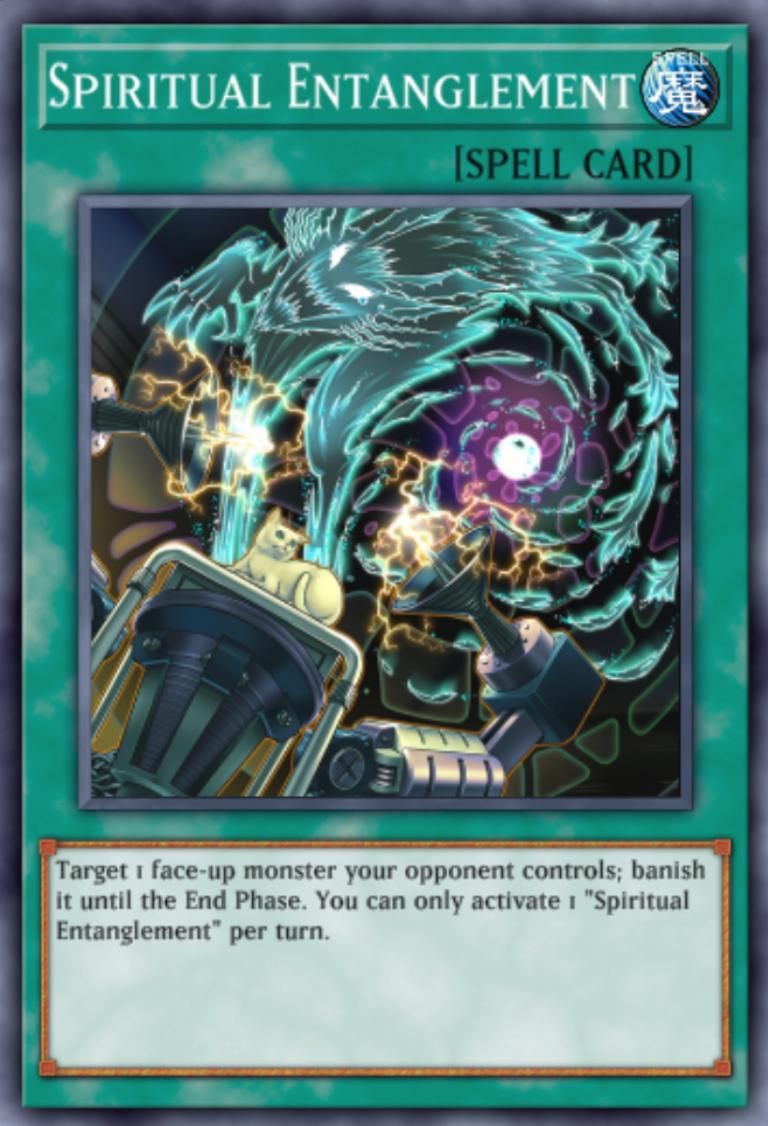 SPIRITUAL ENTANGLEMENT
SPELL
魔
[SPELL CARD]
Target 1 face-up monster your opponent controls; banish
it until the End Phase. You can only activate 1 "Spiritual
Entanglement" per turn.